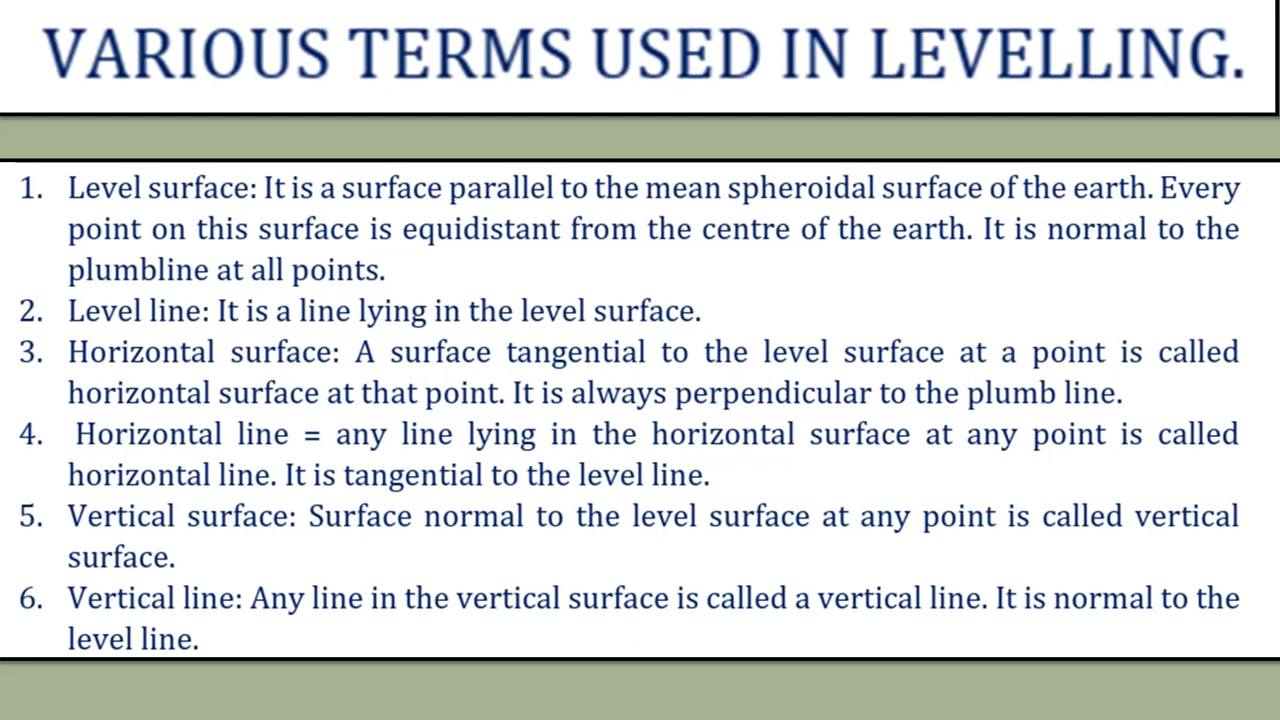 VARIOUS TERMS USED IN LEVELLING.
1. Level surface: It is a surface parallel to the mean spheroidal surface of the earth. Every
point on this surface is equidistant from the centre of the earth. It is normal to the
plumbline at all points.
2. Level line: It is a line lying in the level surface.
3. Horizontal surface: A surface tangential to the level surface at a point is called
horizontal surface at that point. It is always perpendicular to the plumb line.
4. Horizontal line = any line lying in the horizontal surface at any point is called
horizontal line. It is tangential to the level line.
5. Vertical surface: Surface normal to the level surface at any point is called vertical
surface.
6. Vertical line: Any line in the vertical surface is called a vertical line. It is normal to the
level line.